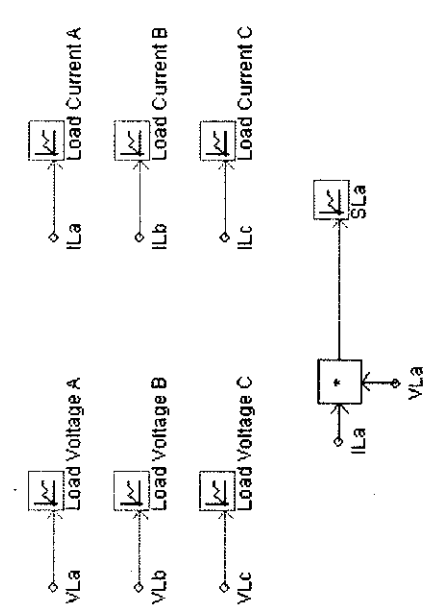 VLa
Load Voltage A
ILa
Load Current A
VLb
Load Voltage B
ILb
Load Current B
VLc
Load Voltage C
ILc
Load Current C
*
ILa
SLa
VLa